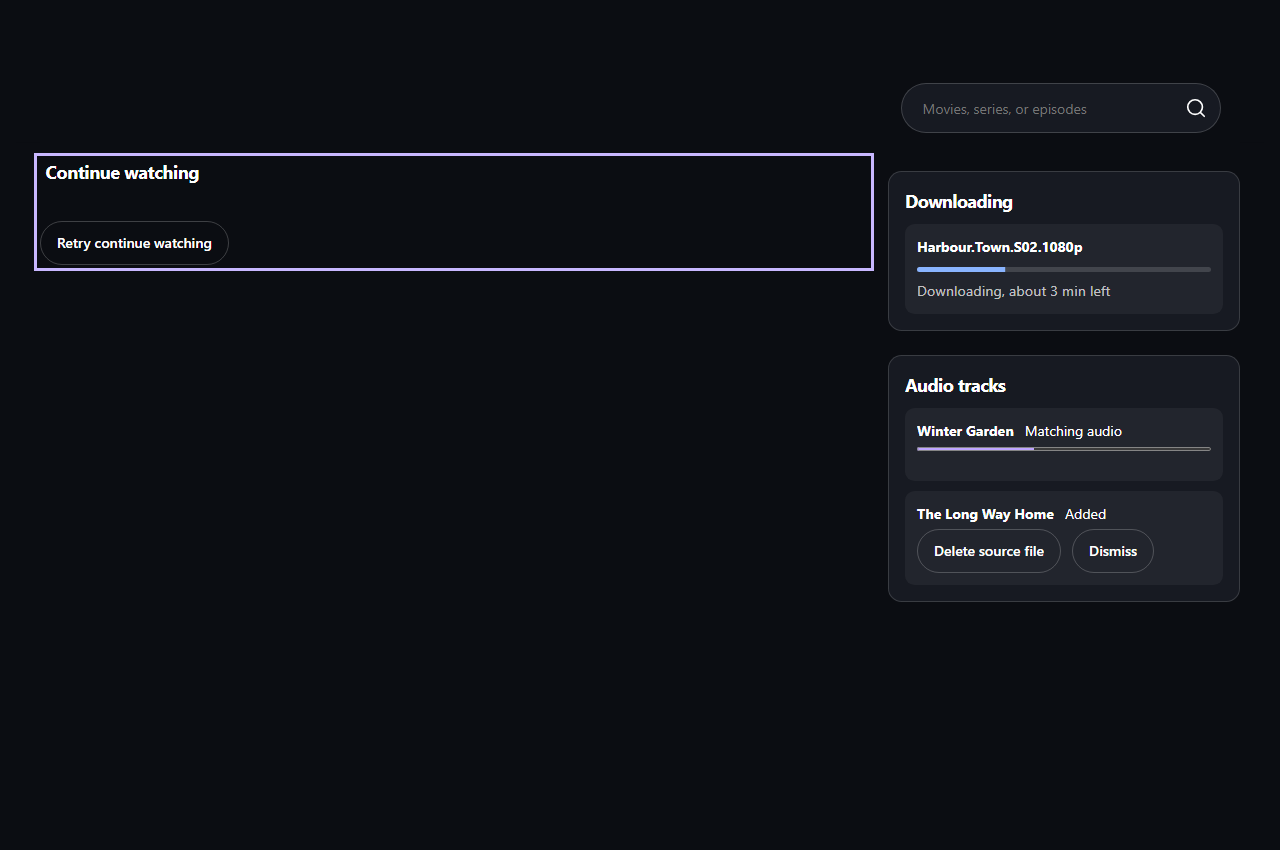 Movies, series, or episodes
Continue watching
Retry continue watching
Downloading
Harbour.Town.S02.1080p
Downloading, about 3 min left
Audio tracks
Winter Garden Matching audio
The Long Way Home Added
Delete source file Dismiss